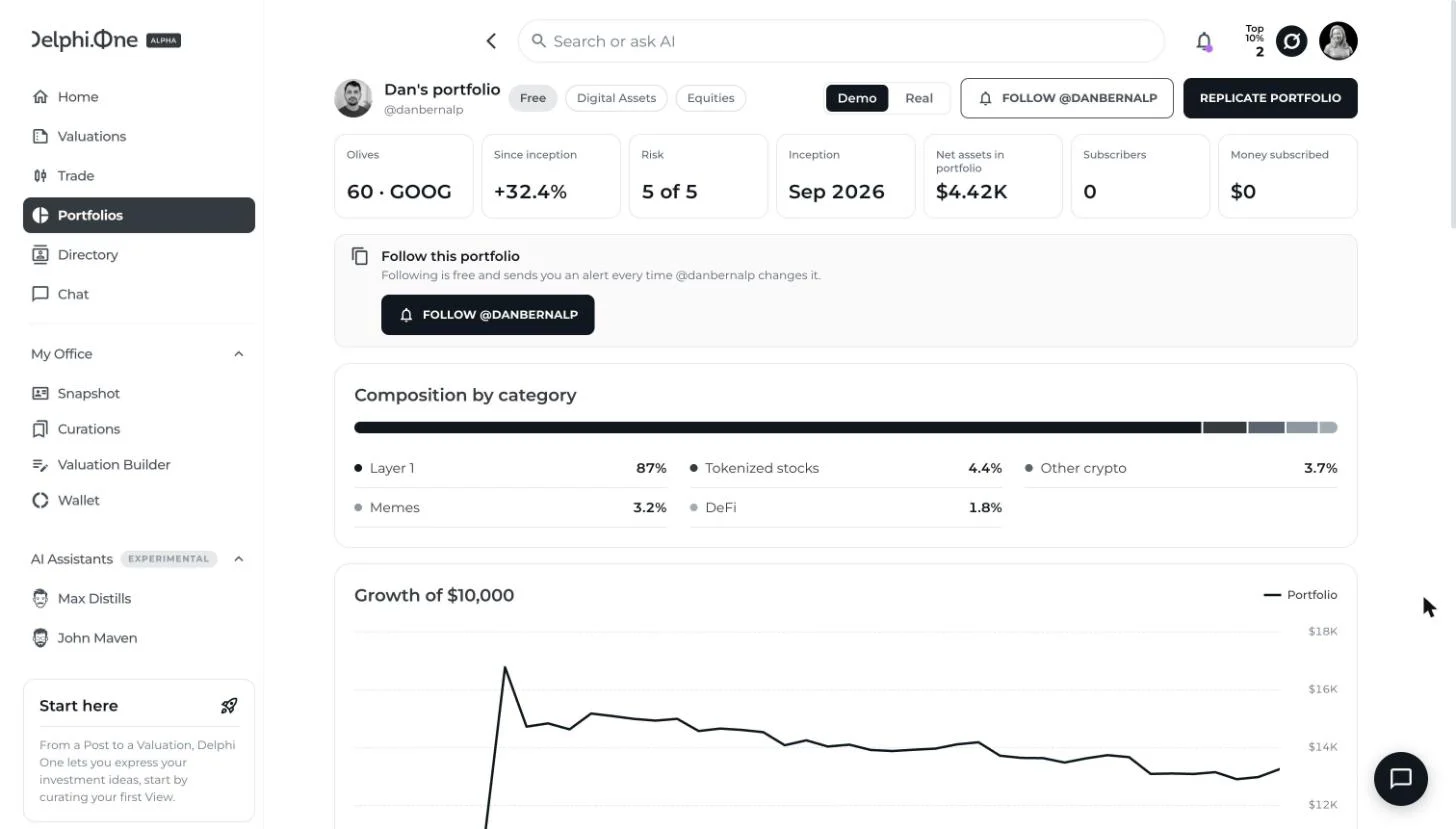 Delphi.One ALPHA
Search or ask AI
Top
10%
2
Home
Valuations
Trade
Portfolios
Directory
Chat
My Office
Snapshot
Curations
Valuation Builder
Wallet
AI Assistants EXPERIMENTAL
Max Distills
John Maven
Start here
From a Post to a Valuation, Delphi
One lets you express your
investment ideas, start by
curating your first View.
Dan's portfolio
@danbernalp
Free Digital Assets Equities
Demo Real
FOLLOW @DANBERNALP
REPLICATE PORTFOLIO
Olives
60 · GOOG
Since inception
+32.4%
Risk
5 of 5
Inception
Sep 2026
Net assets in
portfolio
$4.42K
Subscribers
0
Money subscribed
$0
Follow this portfolio
Following is free and sends you an alert every time @danbernalp changes it.
FOLLOW @DANBERNALP
Composition by category
Layer 1 87%
Tokenized stocks 4.4%
Other crypto 3.7%
Memes 3.2%
DeFi 1.8%
Growth of $10,000
Portfolio
$18K
$16K
$14K
$12K